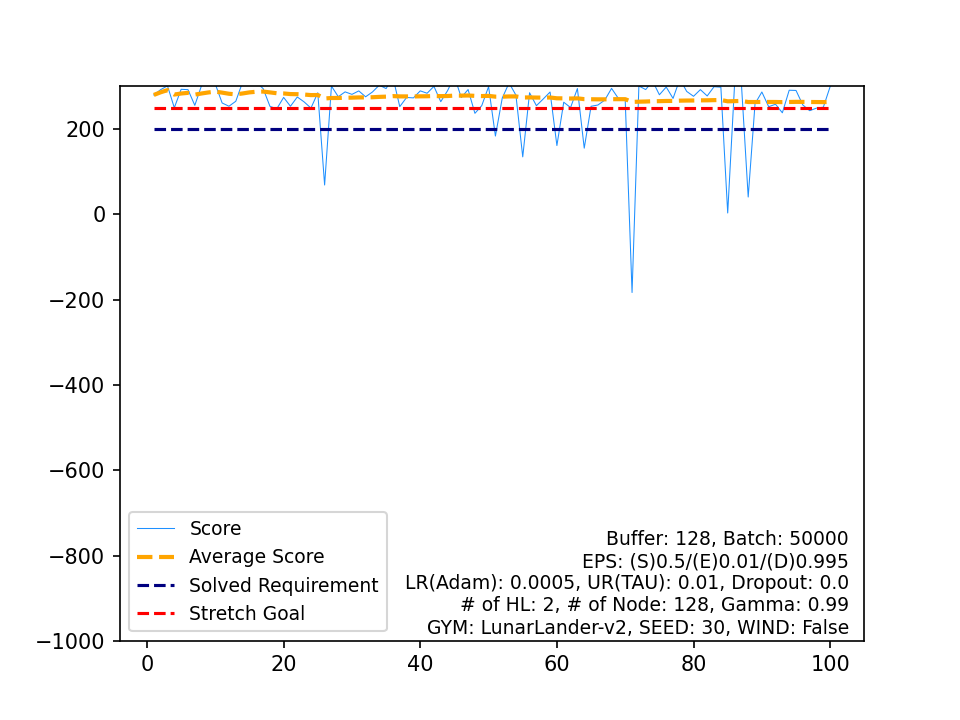 200
0
−200
−400
−600
−800
−1000
0
20
40
60
80
100
Score
Average Score
Solved Requirement
Stretch Goal
Buffer: 128, Batch: 50000
EPS: (S)0.5/(E)0.01/(D)0.995
LR(Adam): 0.0005, UR(TAU): 0.01, Dropout: 0.0
# of HL: 2, # of Node: 128, Gamma: 0.99
GYM: LunarLander-v2, SEED: 30, WIND: False